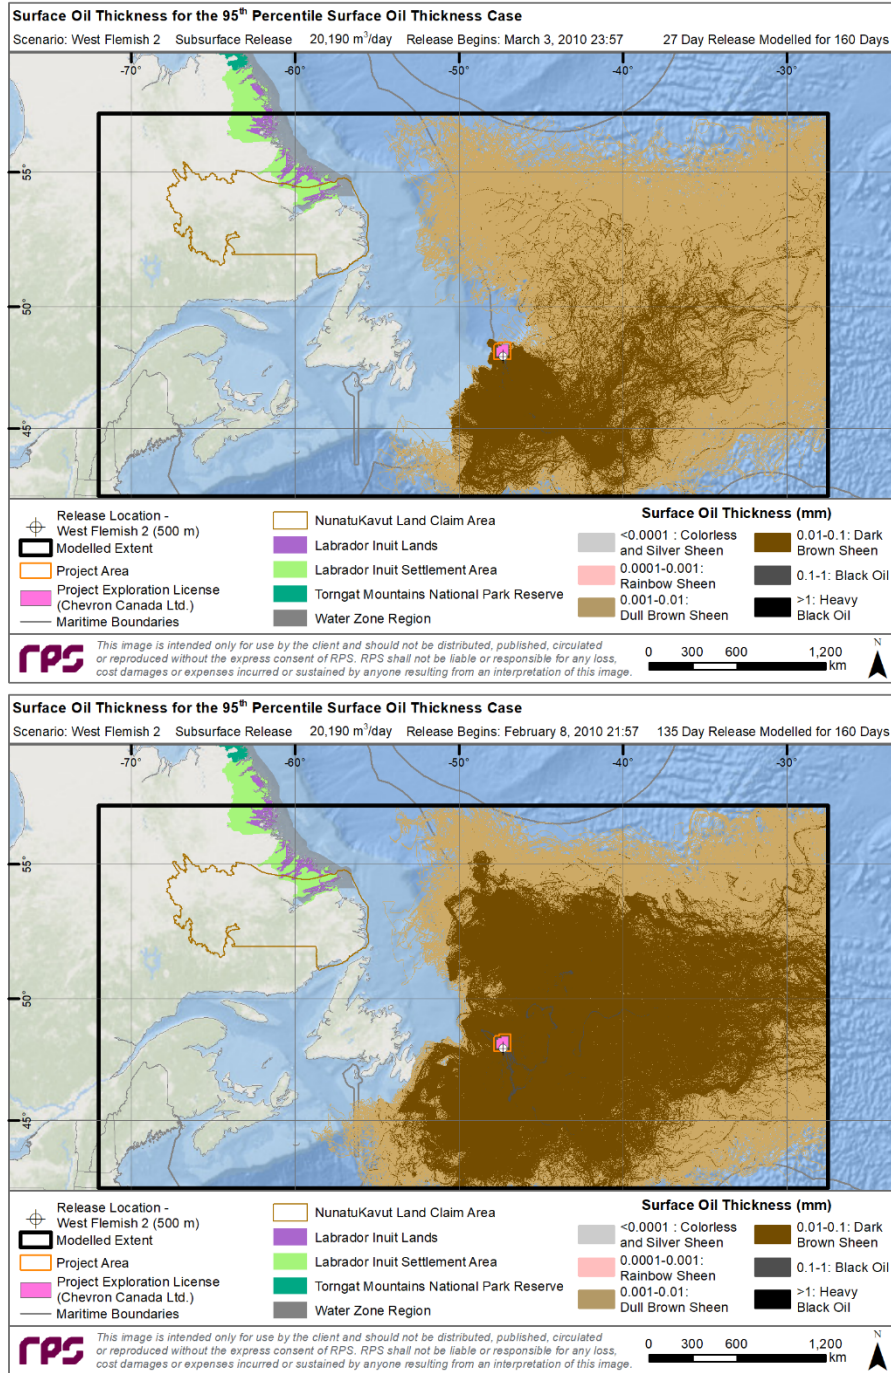 Surface Oil Thickness for the 95th Percentile Surface Oil Thickness Case
Scenario: West Flemish 2 Subsurface Release 20,190 m3/day Release Begins: March 3, 2010 23:57 27 Day Release Modelled for 160 Days
-70° -60° -50° -40° -30°
55°
50°
45°
Release Location -
West Flemish 2 (500 m)
Modelled Extent
Project Area
Project Exploration License
(Chevron Canada Ltd.)
Maritime Boundaries
NunatuKavut Land Claim Area
Labrador Inuit Lands
Labrador Inuit Settlement Area
Torngat Mountains National Park Reserve
Water Zone Region
Surface Oil Thickness (mm)
<0.0001 : Colorless
and Silver Sheen
0.0001-0.001:
Rainbow Sheen
0.001-0.01:
Dull Brown Sheen
0.01-0.1: Dark
Brown Sheen
0.1-1: Black Oil
>1: Heavy
Black Oil
rps
This image is intended only for use by the client and should not be distributed, published, circulated
or reproduced without the express consent of RPS. RPS shall not be liable or responsible for any loss,
cost damages or expenses incurred or sustained by anyone resulting from an interpretation of this image.
0 300 600 1,200
km
N
Surface Oil Thickness for the 95th Percentile Surface Oil Thickness Case
Scenario: West Flemish 2 Subsurface Release 20,190 m3/day Release Begins: February 8, 2010 21:57 135 Day Release Modelled for 160 Days
-70° -60° -50° -40° -30°
55°
50°
45°
Release Location -
West Flemish 2 (500 m)
Modelled Extent
Project Area
Project Exploration License
(Chevron Canada Ltd.)
Maritime Boundaries
NunatuKavut Land Claim Area
Labrador Inuit Lands
Labrador Inuit Settlement Area
Torngat Mountains National Park Reserve
Water Zone Region
Surface Oil Thickness (mm)
<0.0001 : Colorless
and Silver Sheen
0.0001-0.001:
Rainbow Sheen
0.001-0.01:
Dull Brown Sheen
0.01-0.1: Dark
Brown Sheen
0.1-1: Black Oil
>1: Heavy
Black Oil
rps
This image is intended only for use by the client and should not be distributed, published, circulated
or reproduced without the express consent of RPS. RPS shall not be liable or responsible for any loss,
cost damages or expenses incurred or sustained by anyone resulting from an interpretation of this image.
0 300 600 1,200
km
N